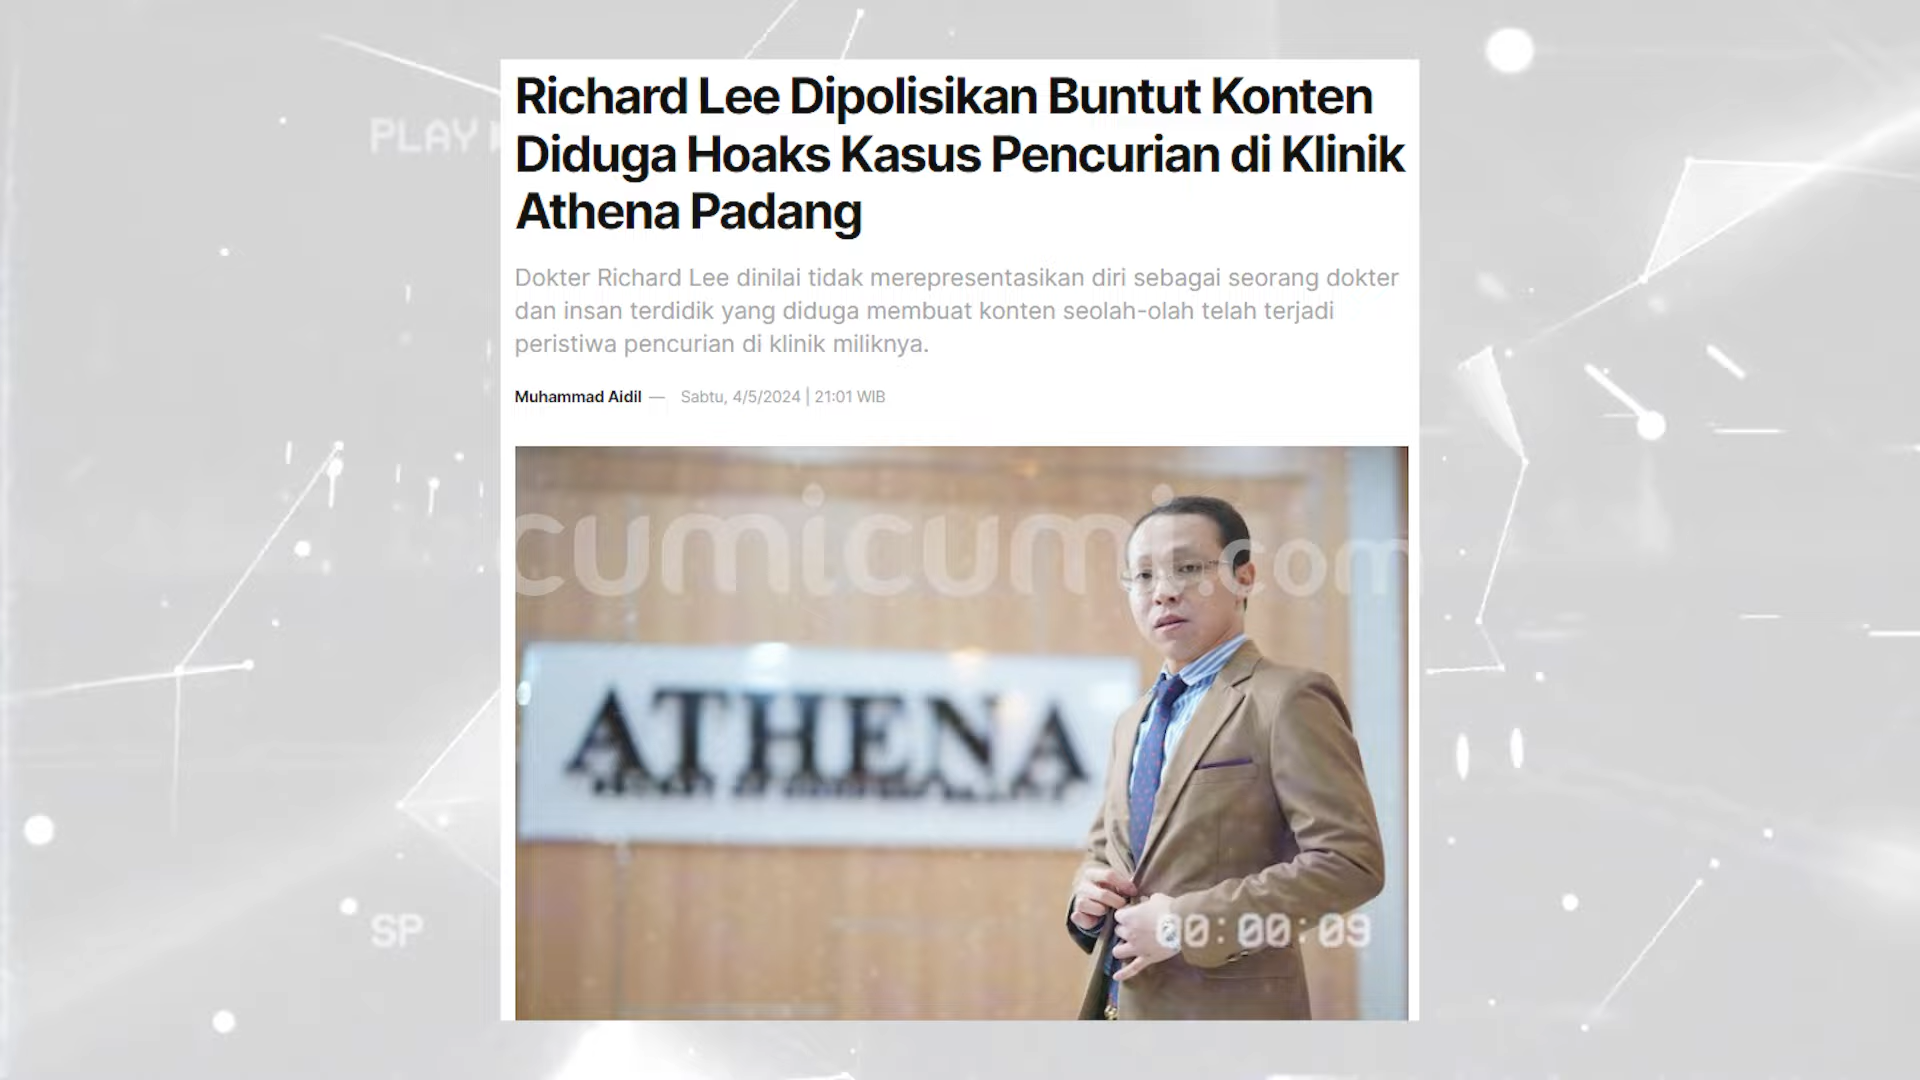 PLAY
Richard Lee Dipolisikan Buntut Konten
Diduga Hoaks Kasus Pencurian di Klinik
Athena Padang
Dokter Richard Lee dinilai tidak merepresentasikan diri sebagai seorang dokter
dan insan terdidik yang diduga membuat konten seolah-olah telah terjadi
peristiwa pencurian di klinik miliknya.
Muhammad Aidil — Sabtu, 4/5/2024 | 21:01 WIB
cumicumi.com
ATHENA
SP
00:00:09